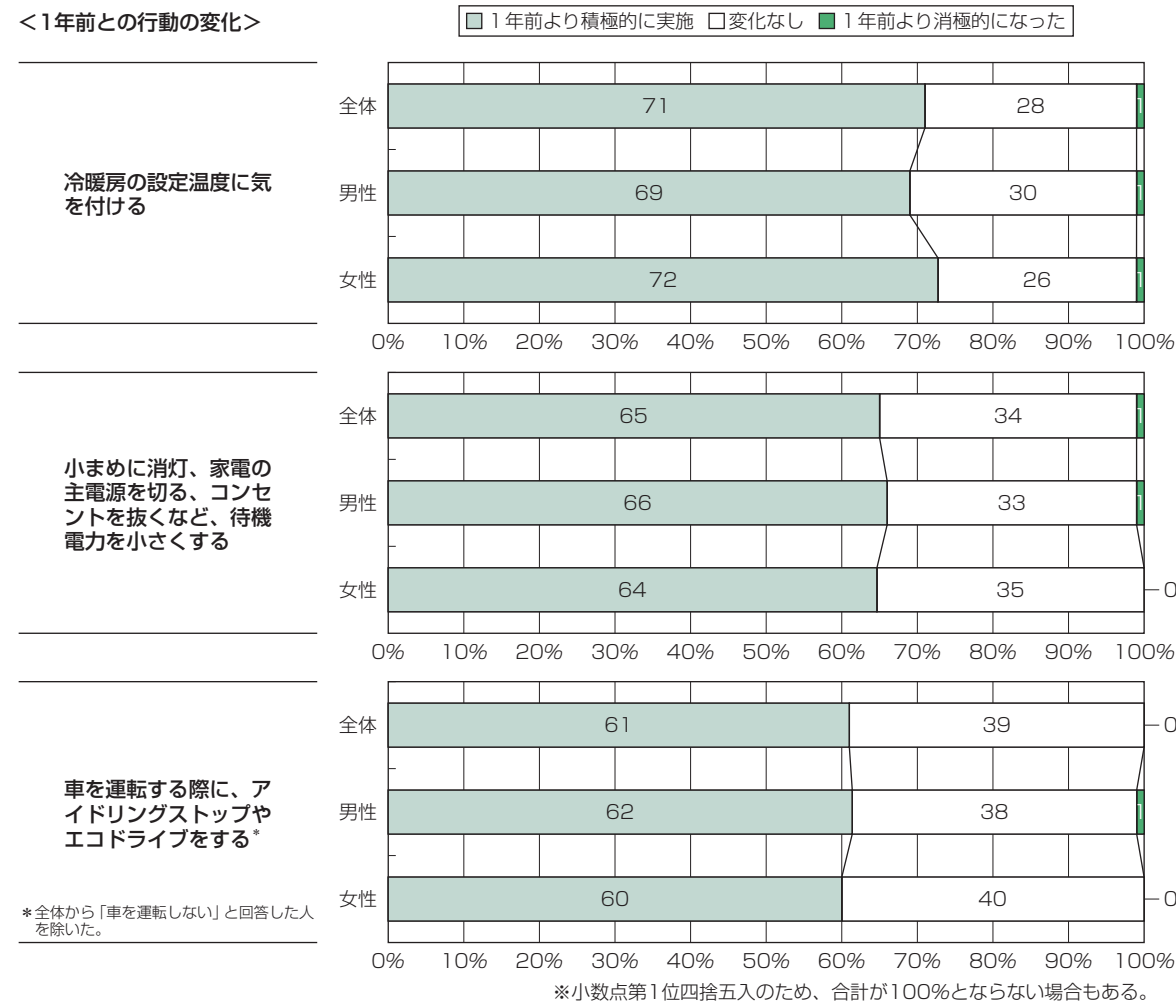 <1年前との行動の変化>
1年前より積極的に実施 変化なし 1年前より消極的になった
冷暖房の設定温度に気
を付ける
全体 71 28 1
男性 69 30 1
女性 72 26 1
0% 10% 20% 30% 40% 50% 60% 70% 80% 90% 100%
小まめに消灯、家電の
主電源を切る、コンセ
ントを抜くなど、待機
電力を小さくする
全体 65 34 1
男性 66 33 1
女性 64 35 0
0% 10% 20% 30% 40% 50% 60% 70% 80% 90% 100%
車を運転する際に、ア
イドリングストップや
エコドライブをする*
全体 61 39 0
男性 62 38 1
女性 60 40 0
*全体から「車を運転しない」と回答した人
を除いた。
0% 10% 20% 30% 40% 50% 60% 70% 80% 90% 100%
※小数点第1位四捨五入のため、合計が100%とならない場合もある。